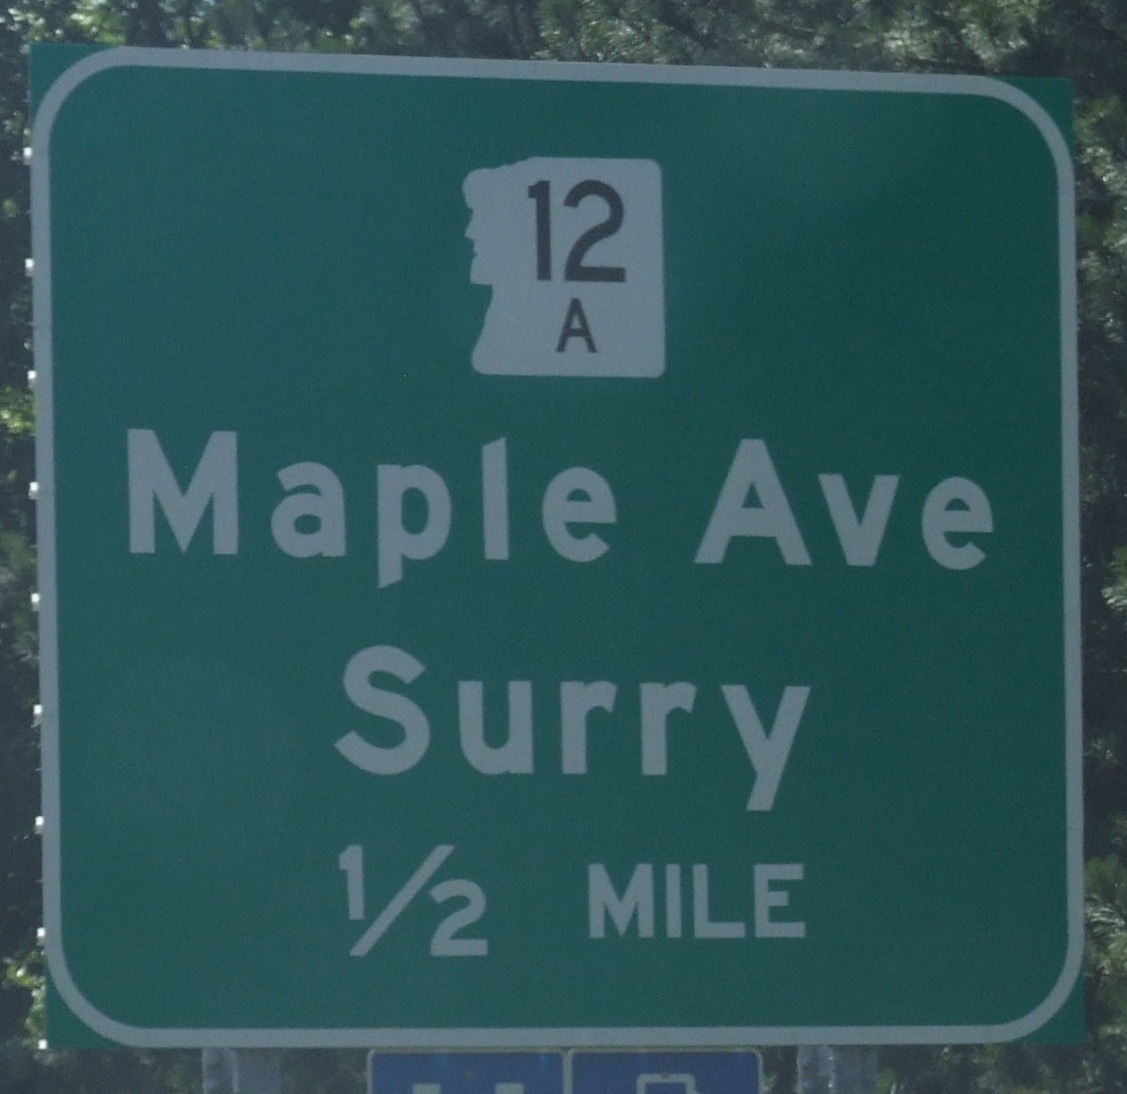 12
A
Maple Ave
Surry
1/2 MILE